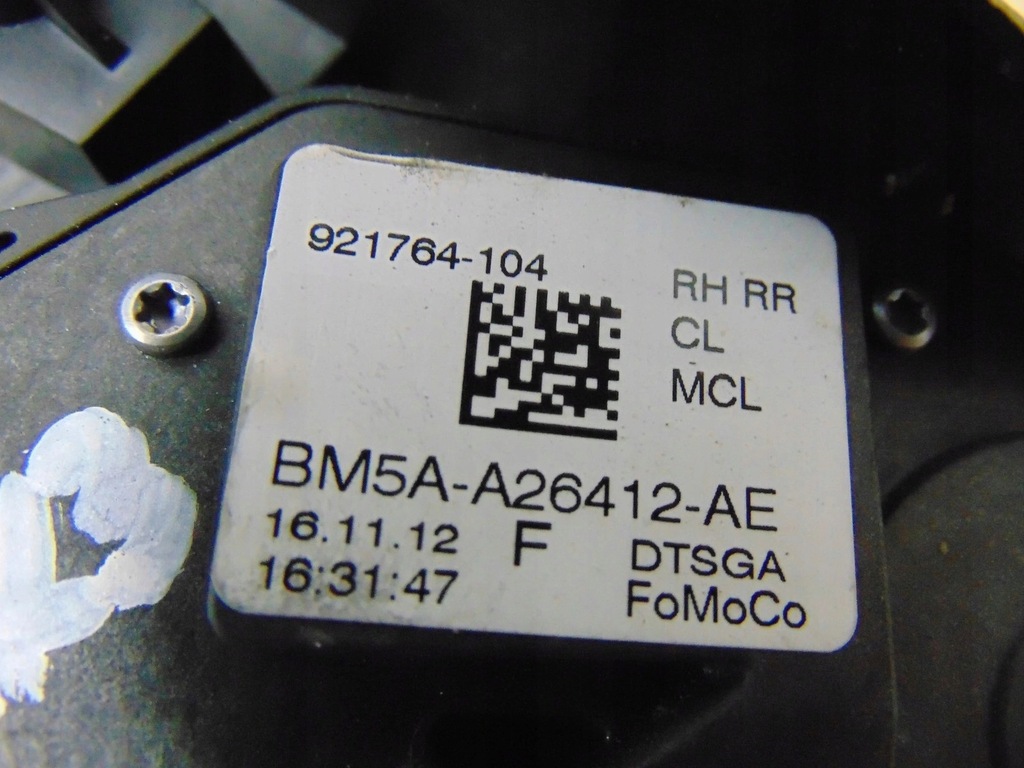 921764-104
RH RR
CL
MCL
BM5A-A26412-AE
16.11.12 F DTSGA
16:31:47 FoMoCo